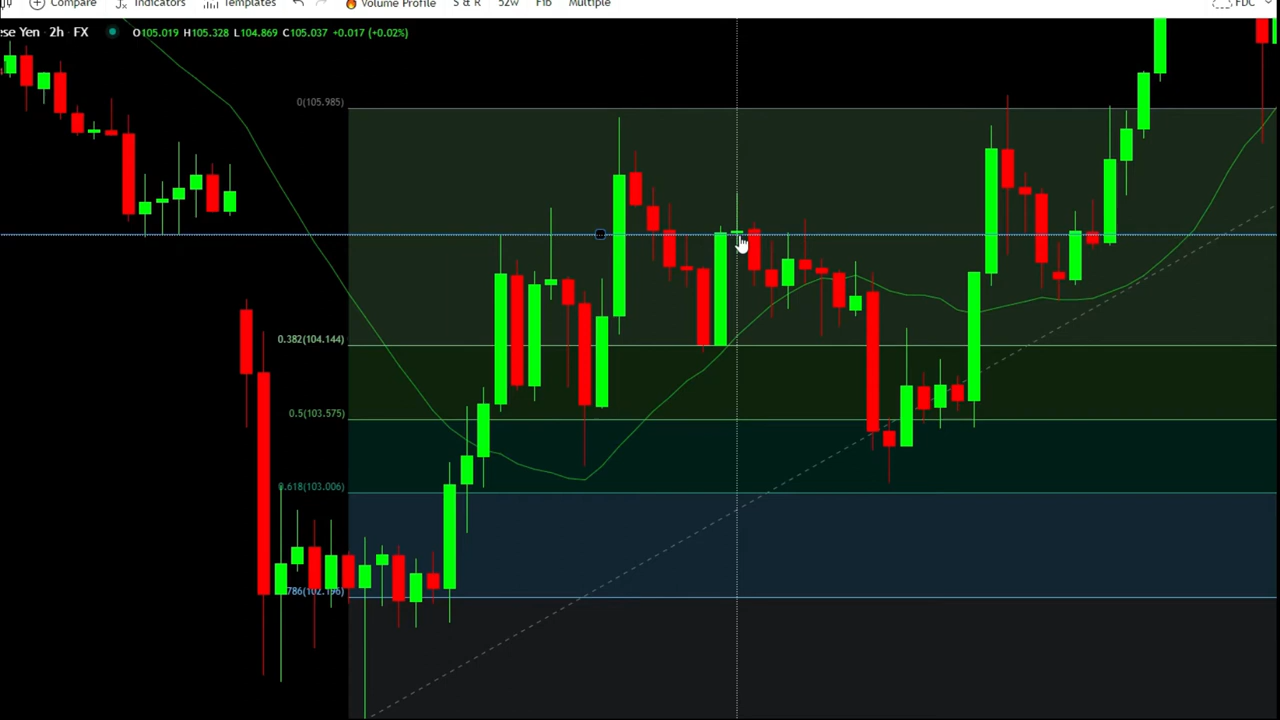 Compare Indicators Templates Volume Profile S & R 52W Fib Multiple FDC
ese Yen 2h FX O105.019 H105.328 L104.869 C105.037 +0.017 (+0.02%)
0(105.985)
0.382(104.144)
0.5(103.575)
0.618(103.006)
.786(102.196)